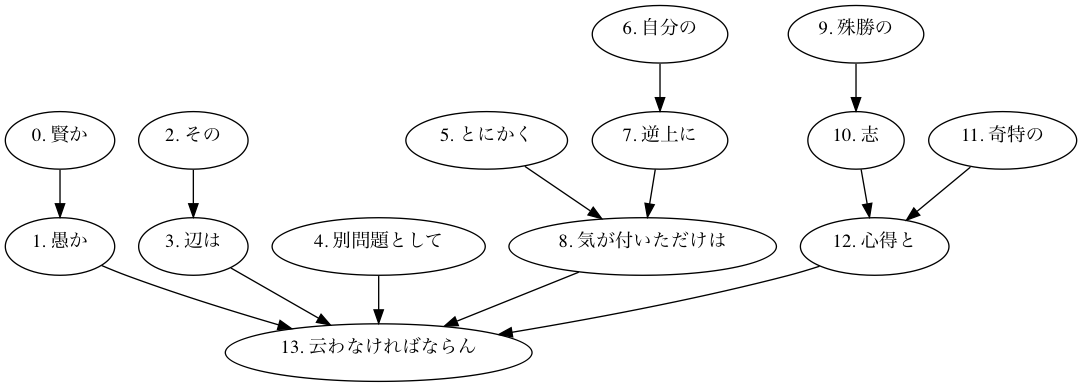 6. 自分の
9. 殊勝の
0. 賢か
2. その
5. とにかく
7. 逆上に
10. 志
11. 奇特の
1. 愚か
3. 辺は
4. 別問題として
8. 気が付いただけは
12. 心得と
13. 云わなければならん